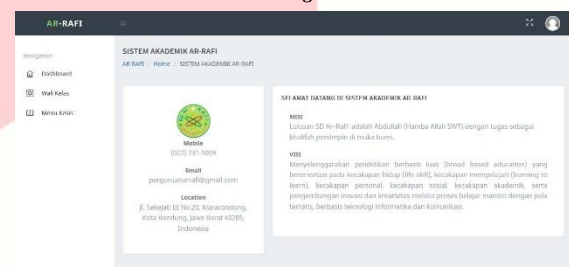 AR-RAFI
SISTEM AKADEMIK AR-RAFI
AR-RAFI / Home / SISTEM AKADEMIK AR-RAFI
Navigation
Dashboard
Wali Kelas
Menu Kelas
Mobile
(022) 731-1009
Email
perguruanarrafi@gmail.com
Location
Jl. Sekejati III No.20, Kiaracondong,
Kota Bandung, Jawa Barat 40285,
Indonesia
SELAMAT DATANG DI SISTEM AKADEMIK AR RAFI
MISI
Lulusan SD Ar-Rafi' adalah Abdullah (Hamba Allah SWT) dengan tugas sebagai
khalifah pemimpin di muka bumi.
VISI
Menyelenggarakan pendidikan berbasis luas (broad based education) yang
berorientasi pada kecakapan hidup (life skill), kecakapan mempelajari (learning to
learn), kecakapan personal, kecakapan sosial, kecakapan akademik, serta
pengembangan inovasi dan kreativitas melalui proses belajar mandiri dengan pola
tematis, berbasis teknologi informatika dan komunikasi.